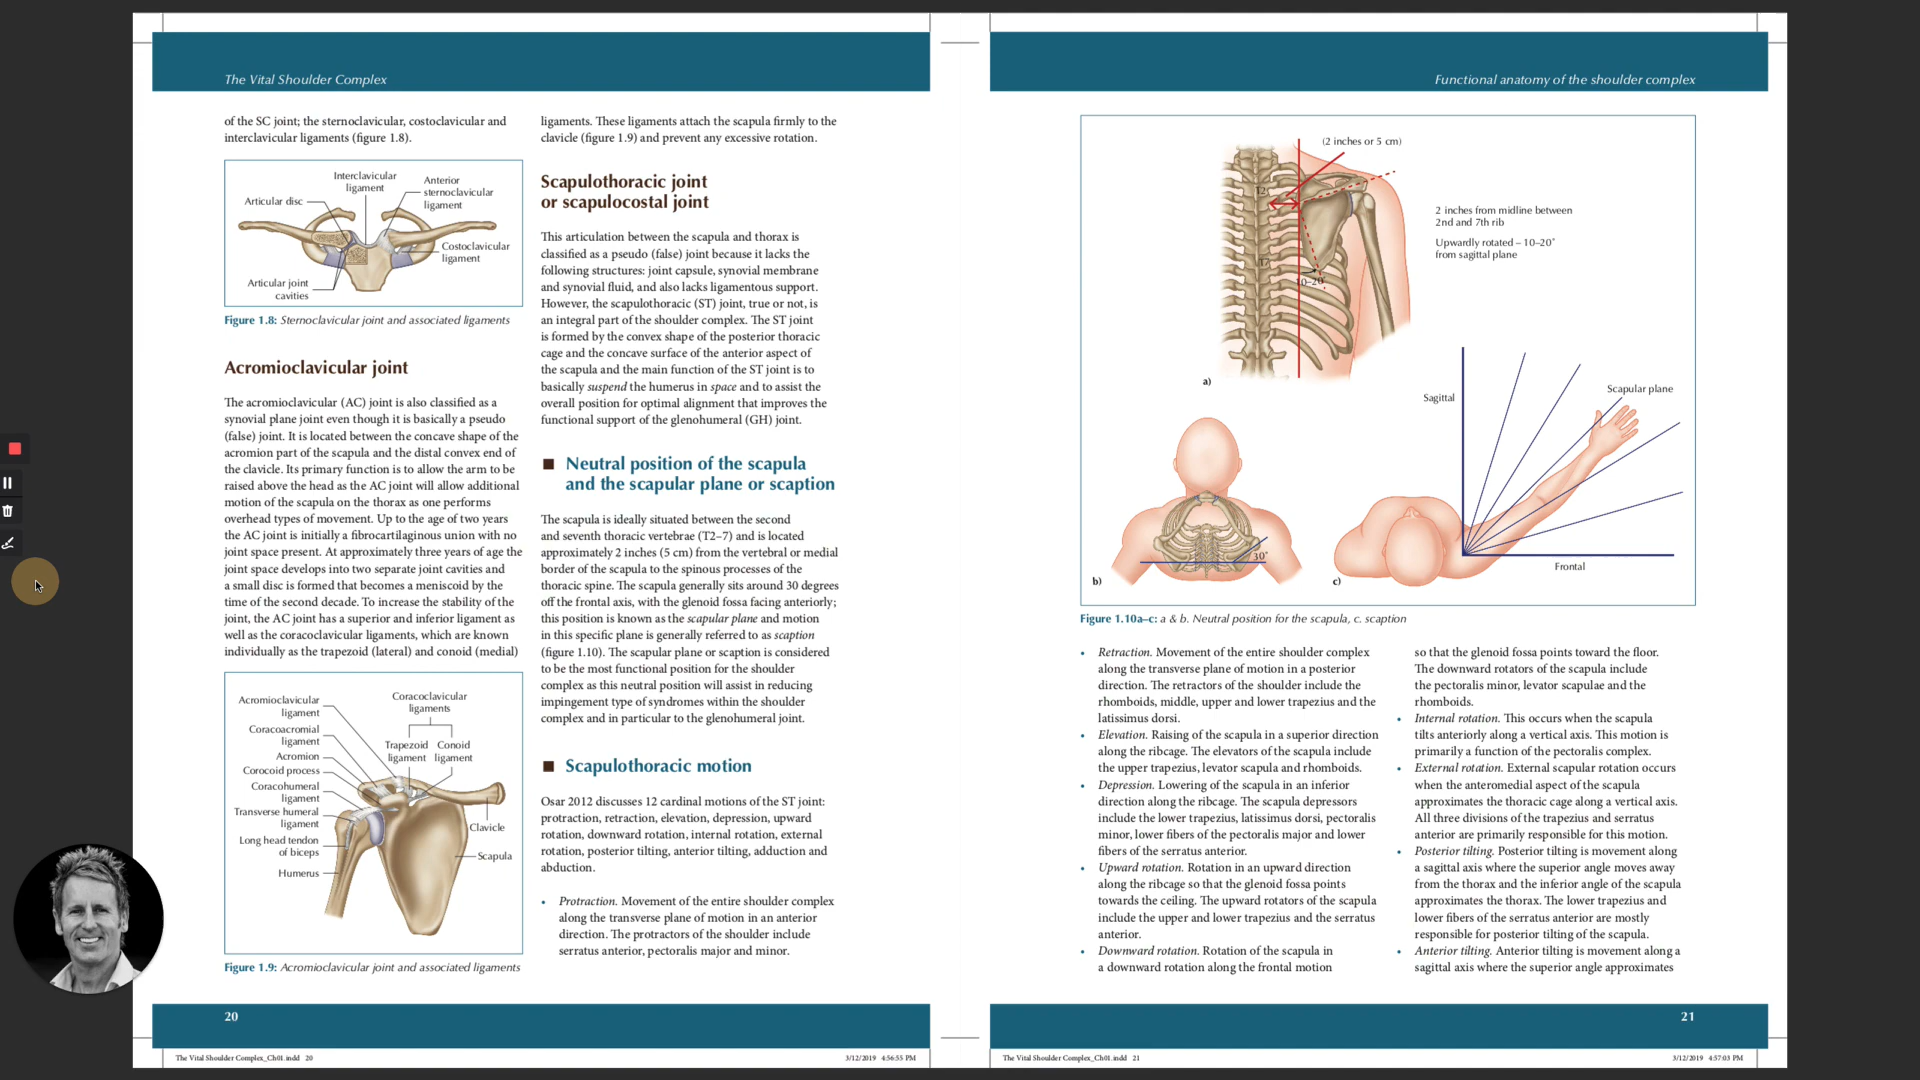 The Vital Shoulder Complex
of the SC joint; the sternoclavicular, costoclavicular and
interclavicular ligaments (figure 1.8).
Interclavicular
ligament
Anterior
sternoclavicular
ligament
Articular disc
Costoclavicular
ligament
Articular joint
cavities
Figure 1.8: Sternoclavicular joint and associated ligaments
Acromioclavicular joint
The acromioclavicular (AC) joint is also classified as a
synovial plane joint even though it is basically a pseudo
(false) joint. It is located between the concave shape of the
acromion part of the scapula and the distal convex end of
the clavicle. Its primary function is to allow the arm to be
raised above the head as the AC joint will allow additional
motion of the scapula on the thorax as one performs
overhead types of movement. Up to the age of two years
the AC joint is initially a fibrocartilaginous union with no
joint space present. At approximately three years of age the
joint space develops into two separate joint cavities and
a small disc is formed that becomes a meniscoid by the
time of the second decade. To increase the stability of the
joint, the AC joint has a superior and inferior ligament as
well as the coracoclavicular ligaments, which are known
individually as the trapezoid (lateral) and conoid (medial)
Acromioclavicular
ligament
Coracoacromial
ligament
Acromion
Corocoid process
Coracohumeral
ligament
Transverse humeral
ligament
Long head tendon
of biceps
Humerus
Coracoclavicular
ligaments
Trapezoid
ligament
Conoid
ligament
Clavicle
Scapula
Figure 1.9: Acromioclavicular joint and associated ligaments
ligaments. These ligaments attach the scapula firmly to the
clavicle (figure 1.9) and prevent any excessive rotation.
Scapulothoracic joint
or scapulocostal joint
This articulation between the scapula and thorax is
classified as a pseudo (false) joint because it lacks the
following structures: joint capsule, synovial membrane
and synovial fluid, and also lacks ligamentous support.
However, the scapulothoracic (ST) joint, true or not, is
an integral part of the shoulder complex. The ST joint
is formed by the convex shape of the posterior thoracic
cage and the concave surface of the anterior aspect of
the scapula and the main function of the ST joint is to
basically suspend the humerus in space and to assist the
overall position for optimal alignment that improves the
functional support of the glenohumeral (GH) joint.
■ Neutral position of the scapula
and the scapular plane or scaption
The scapula is ideally situated between the second
and seventh thoracic vertebrae (T2–7) and is located
approximately 2 inches (5 cm) from the vertebral or medial
border of the scapula to the spinous processes of the
thoracic spine. The scapula generally sits around 30 degrees
off the frontal axis, with the glenoid fossa facing anteriorly;
this position is known as the scapular plane and motion
in this specific plane is generally referred to as scaption
(figure 1.10). The scapular plane or scaption is considered
to be the most functional position for the shoulder
complex as this neutral position will assist in reducing
impingement type of syndromes within the shoulder
complex and in particular to the glenohumeral joint.
■ Scapulothoracic motion
Osar 2012 discusses 12 cardinal motions of the ST joint:
protraction, retraction, elevation, depression, upward
rotation, downward rotation, internal rotation, external
rotation, posterior tilting, anterior tilting, adduction and
abduction.
• Protraction. Movement of the entire shoulder complex
along the transverse plane of motion in an anterior
direction. The protractors of the shoulder include
serratus anterior, pectoralis major and minor.
20
The Vital Shoulder Complex_Ch01.indd 20
3/12/2019 4:56:55 PM
Functional anatomy of the shoulder complex
(2 inches or 5 cm)
T2
T7
10–20°
2 inches from midline between
2nd and 7th rib
Upwardly rotated – 10–20°
from sagittal plane
a)
30°
b)
Sagittal
Scapular plane
Frontal
c)
Figure 1.10a–c: a & b. Neutral position for the scapula, c. scaption
• Retraction. Movement of the entire shoulder complex
along the transverse plane of motion in a posterior
direction. The retractors of the shoulder include the
rhomboids, middle, upper and lower trapezius and the
latissimus dorsi.
• Elevation. Raising of the scapula in a superior direction
along the ribcage. The elevators of the scapula include
the upper trapezius, levator scapula and rhomboids.
• Depression. Lowering of the scapula in an inferior
direction along the ribcage. The scapula depressors
include the lower trapezius, latissimus dorsi, pectoralis
minor, lower fibers of the pectoralis major and lower
fibers of the serratus anterior.
• Upward rotation. Rotation in an upward direction
along the ribcage so that the glenoid fossa points
towards the ceiling. The upward rotators of the scapula
include the upper and lower trapezius and the serratus
anterior.
• Downward rotation. Rotation of the scapula in
a downward rotation along the frontal motion
so that the glenoid fossa points toward the floor.
The downward rotators of the scapula include
the pectoralis minor, levator scapulae and the
rhomboids.
• Internal rotation. This occurs when the scapula
tilts anteriorly along a vertical axis. This motion is
primarily a function of the pectoralis complex.
• External rotation. External scapular rotation occurs
when the anteromedial aspect of the scapula
approximates the thoracic cage along a vertical axis.
All three divisions of the trapezius and serratus
anterior are primarily responsible for this motion.
• Posterior tilting. Posterior tilting is movement along
a sagittal axis where the superior angle moves away
from the thorax and the inferior angle of the scapula
approximates the thorax. The lower trapezius and
lower fibers of the serratus anterior are mostly
responsible for posterior tilting of the scapula.
• Anterior tilting. Anterior tilting is movement along a
sagittal axis where the superior angle approximates
21
The Vital Shoulder Complex_Ch01.indd 21
3/12/2019 4:57:03 PM